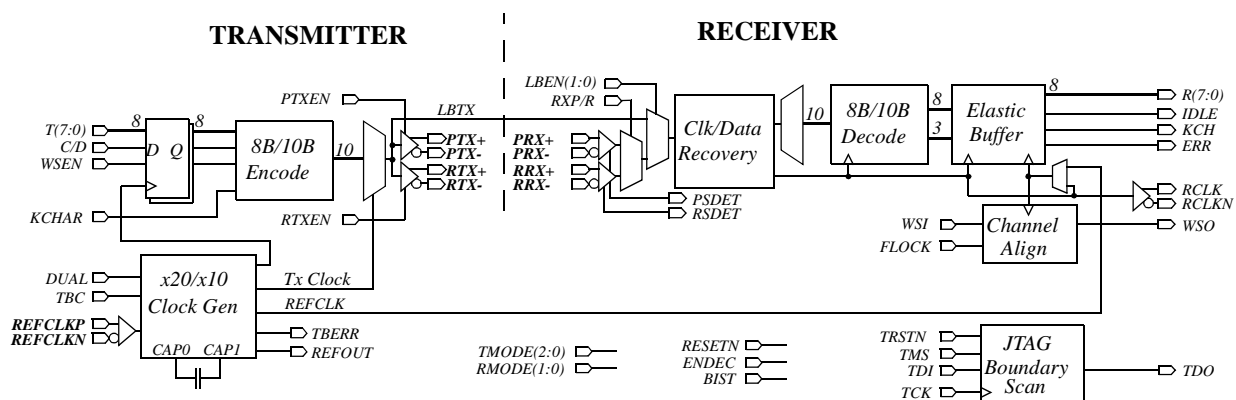 TRANSMITTER
RECEIVER
PTXEN
LBTX
T(7:0)
C/D
WSEN
8
D Q
8
8B/10B
Encode
10
PTX+
PTX-
RTX+
RTX-
KCHAR
RTXEN
DUAL
TBC
REFCLKP
REFCLKN
x20/x10
Clock Gen
CAP0 CAP1
Tx Clock
REFCLK
TBERR
REFOUT
LBEN(1:0)
RXP/R
PRX+
PRX-
RRX+
RRX-
Clk/Data
Recovery
PSDET
RSDET
10
8B/10B
Decode
8
3
Elastic
Buffer
8
R(7:0)
IDLE
KCH
ERR
RCLK
RCLKN
WSI
FLOCK
Channel
Align
WSO
TMODE(2:0)
RMODE(1:0)
RESETN
ENDEC
BIST
TRSTN
TMS
TDI
TCK
JTAG
Boundary
Scan
TDO